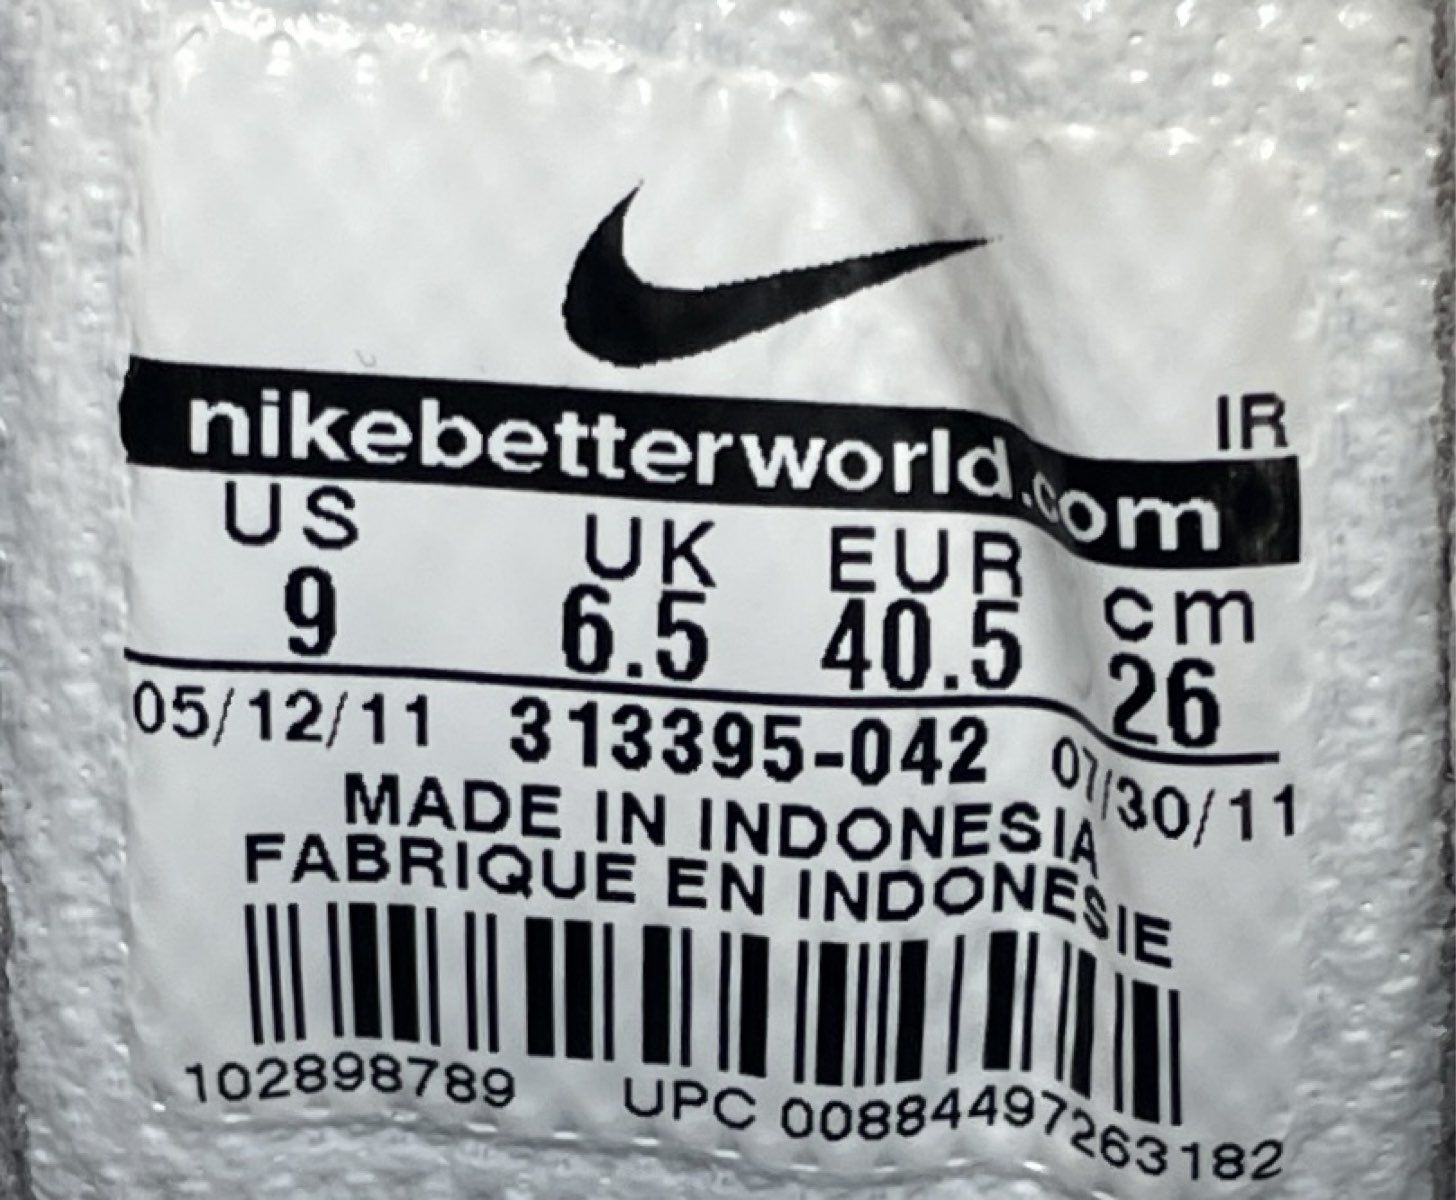 IR
nikebetterworld.com
US UK EUR cm
9 6.5 40.5 26
05/12/11 313395-042 07/30/11
MADE IN INDONESIA
FABRIQUE EN INDONESIE
102898789 UPC 00884497263182